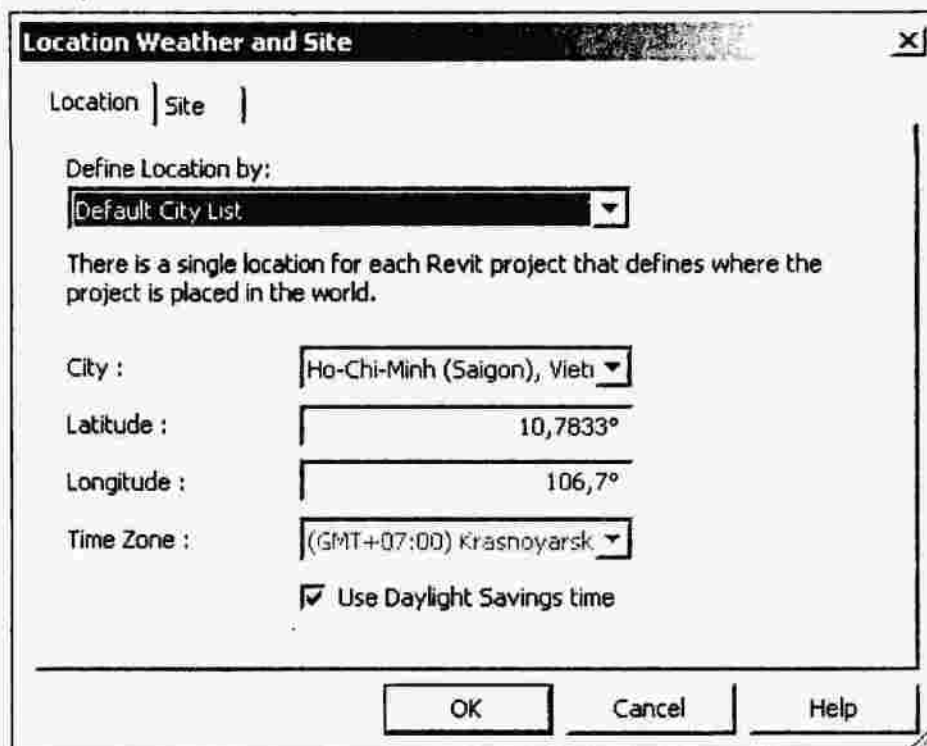 Location Weather and Site
Location
Site
Define Location by:
Default City List
There is a single location for each Revit project that defines where the
project is placed in the world.
City :
Ho-Chi-Minh (Saigon), Vietn
Latitude :
10,7833°
Longitude :
106,7°
Time Zone :
(GMT+07:00) Krasnoyarsk
Use Daylight Savings time
OK
Cancel
Help